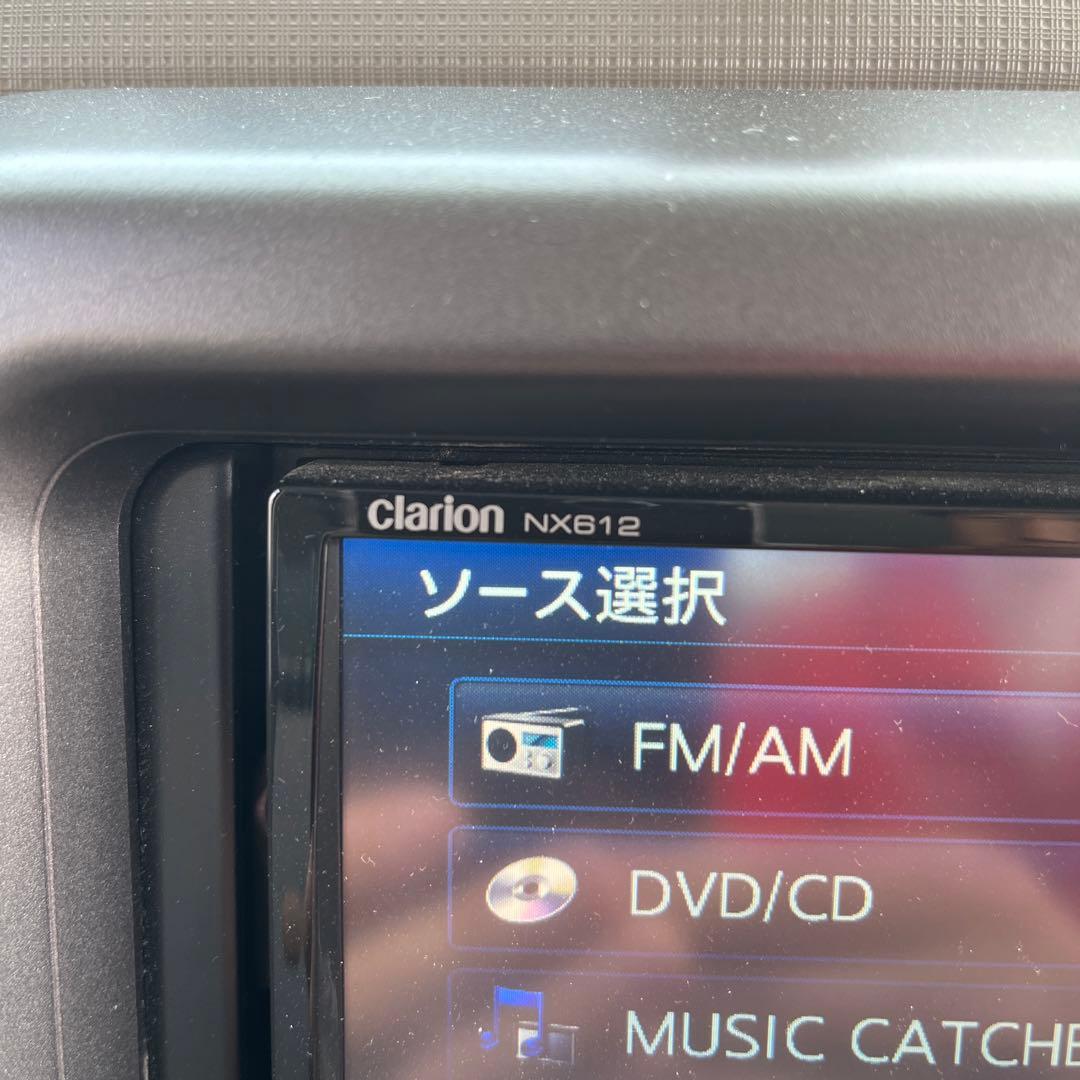 clarion NX612
ソース選択
FM/AM
DVD/CD
MUSIC CATCHE